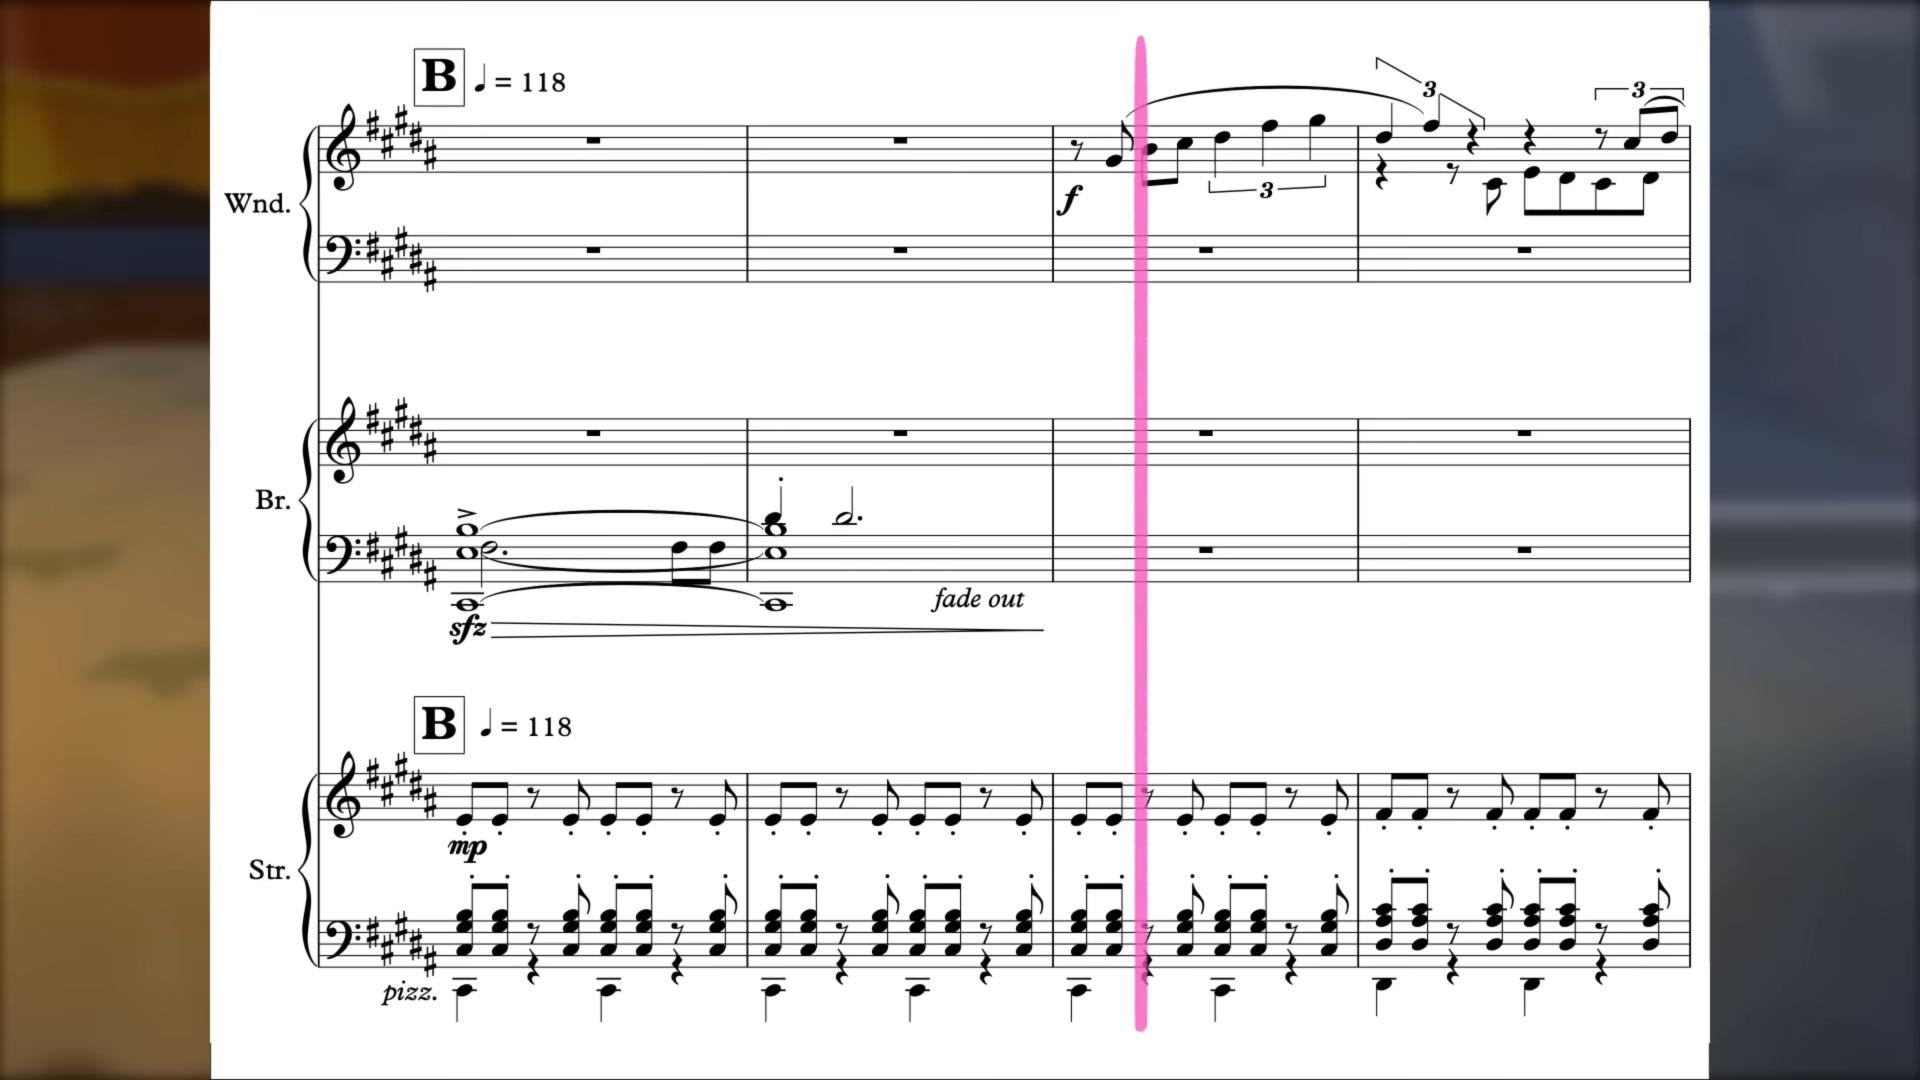 B ♩ = 118
3
3
Wnd.
f
3
Br.
fade out
sfz
B ♩ = 118
mp
Str.
pizz.